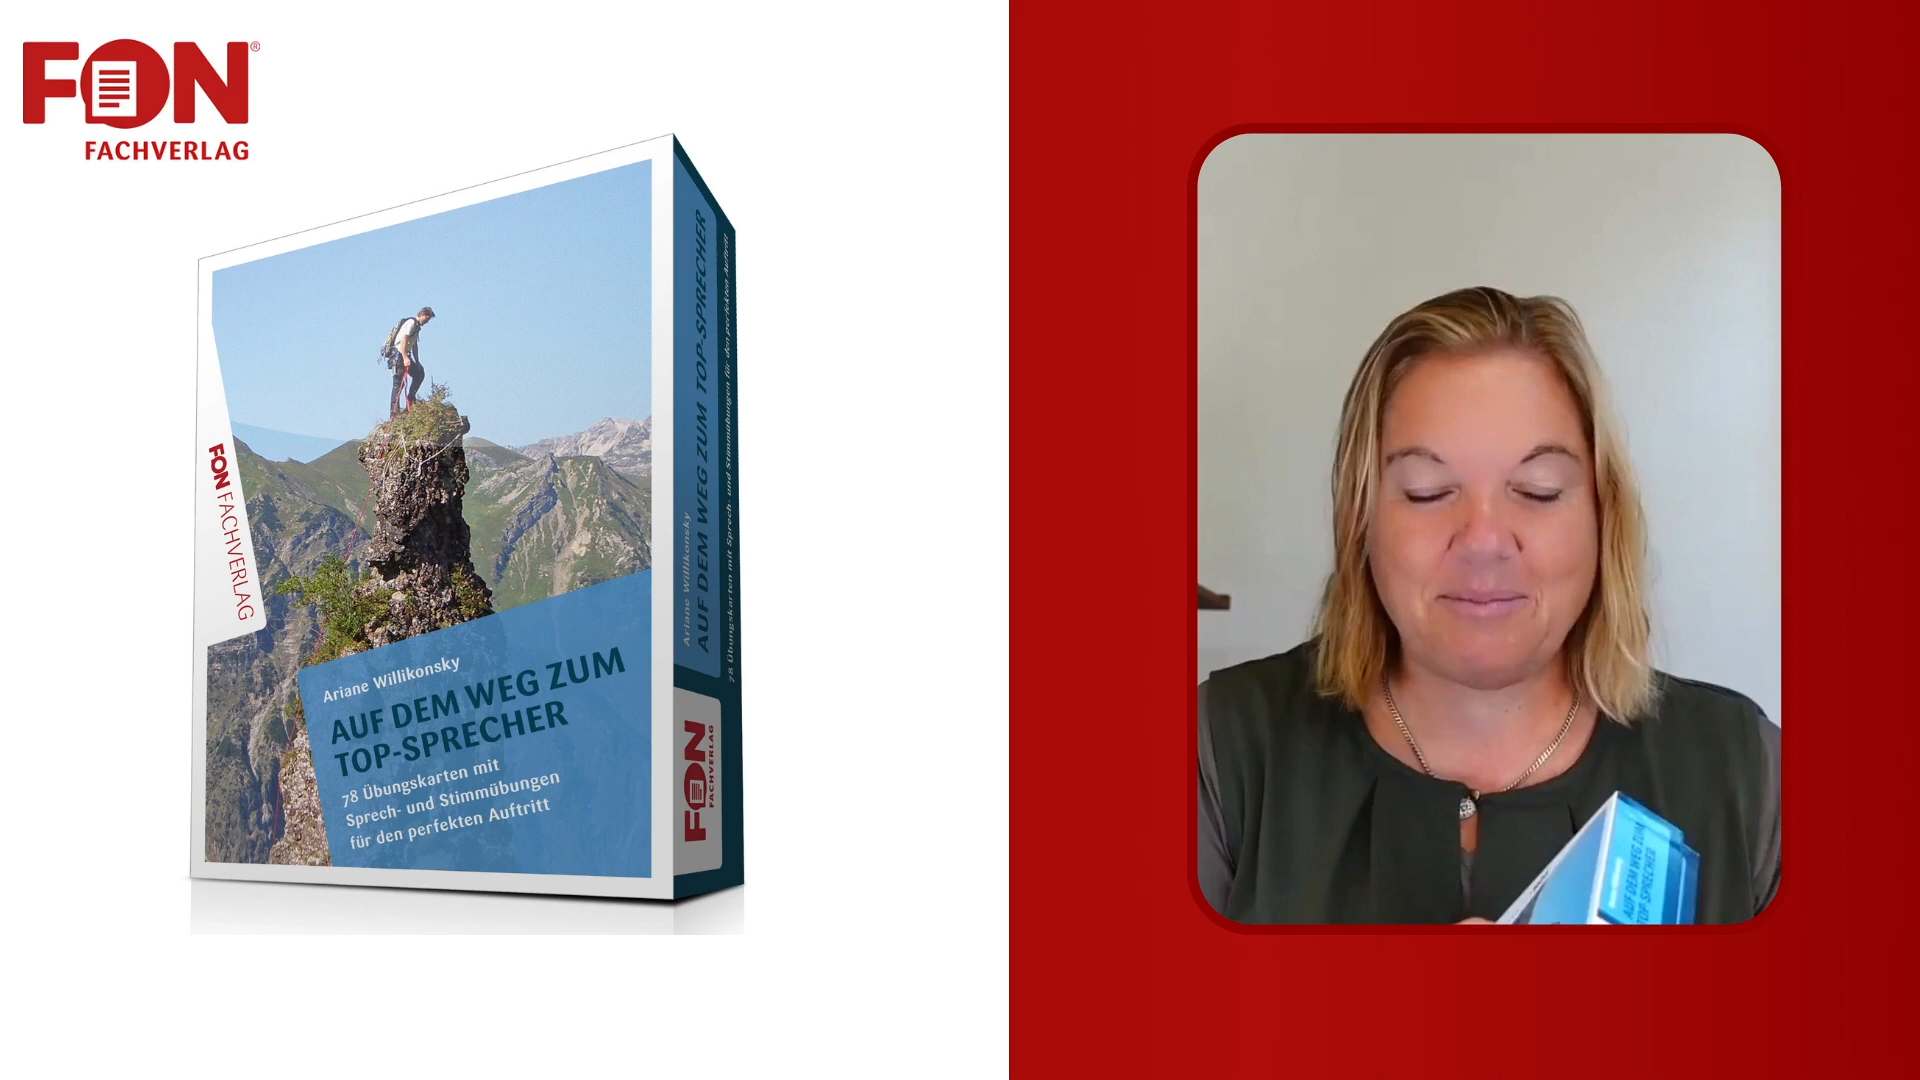 FON®
FACHVERLAG
FON FACHVERLAG
Ariane Willikonsky
AUF DEM WEG ZUM
TOP-SPRECHER
78 Übungskarten mit
Sprech- und Stimmübungen
für den perfekten Auftritt
Ariane Willikonsky
AUF DEM WEG ZUM TOP-SPRECHER
78 Übungskarten mit Sprech- und Stimmübungen für den perfekten Auftritt
FON
FACHVERLAG
AUF DEM WEG ZUM
TOP-SPRECHER